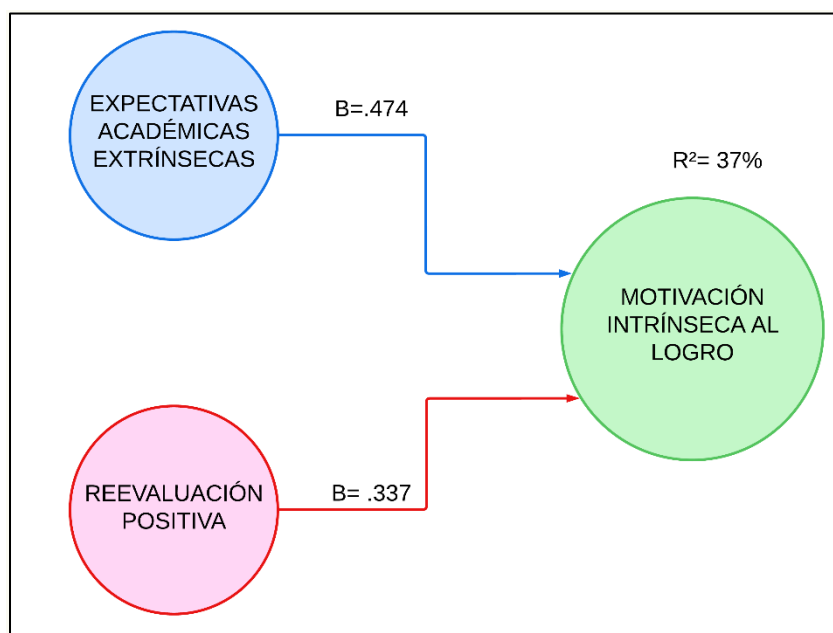 EXPECTATIVAS
ACADÉMICAS
EXTRÍNSECAS
B=.474
R²= 37%
MOTIVACIÓN
INTRÍNSECA AL
LOGRO
REEVALUACIÓN
POSITIVA
B= .337